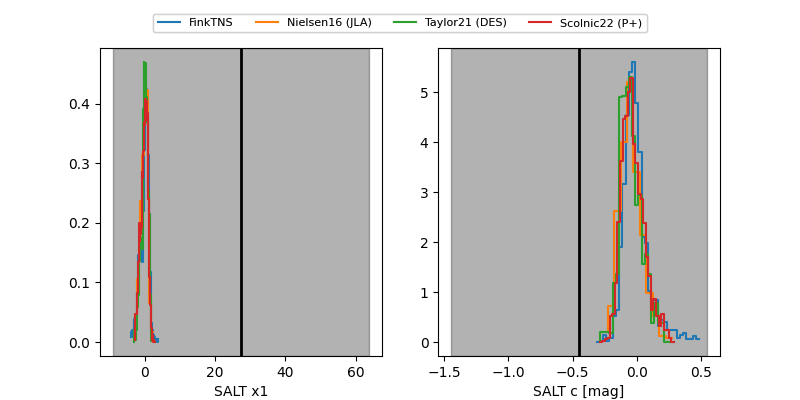 FinkTNS Nielsen16 (JLA) Taylor21 (DES) Scolnic22 (P+)
0.4
0.3
0.2
0.1
0.0
0 20 40 60
SALT x1
5
4
3
2
1
0
−1.5 −1.0 −0.5 0.0 0.5
SALT c [mag]